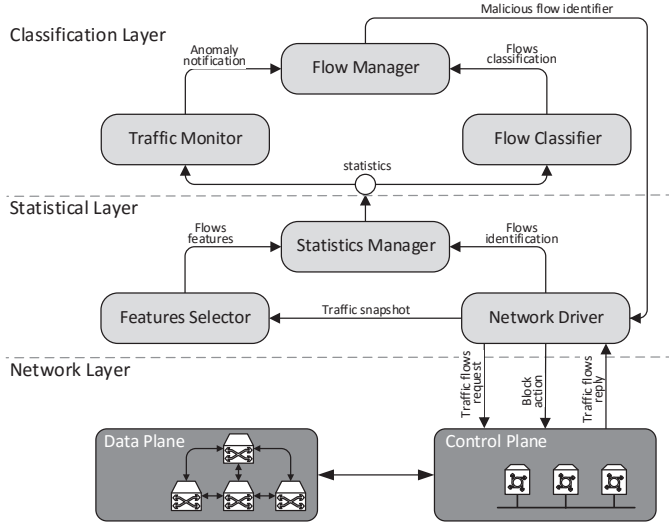 Malicious flow identifier
Classification Layer
Anomaly
notification
Flow Manager
Flows
classification
Traffic Monitor
Flow Classifier
statistics
Statistical Layer
Flows
features
Statistics Manager
Flows
identification
Features Selector
Traffic snapshot
Network Driver
Network Layer
Traffic flows
request
Block
action
Traffic flows
reply
Data Plane
Control Plane